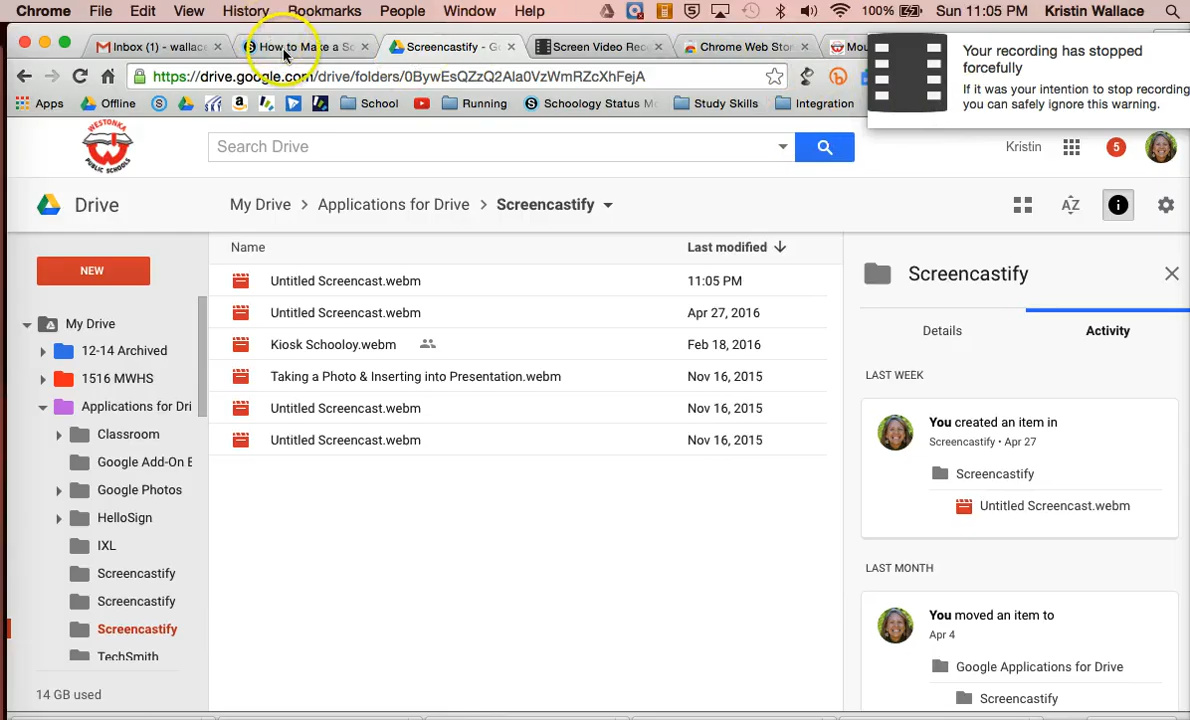 Chrome File Edit View History Bookmarks People Window Help 100% Sun 11:05 PM Kristin Wallace
Inbox (1) - wallace × How to Make a Sc × Screencastify - Go × Screen Video Rec × Chrome Web Stor × Mou
https://drive.google.com/drive/folders/0BywEsQZzQ2Ala0VzWmRZcXhFejA
Your recording has stopped
forcefully
If it was your intention to stop recording
you can safely ignore this warning.
Apps Offline School Running Schoology Status M Study Skills Integration
WESTONKA
PUBLIC SCHOOLS
Search Drive
Kristin 5
Drive
My Drive > Applications for Drive > Screencastify
AZ
NEW
My Drive
12-14 Archived
1516 MWHS
Applications for Dri
Classroom
Google Add-On E
Google Photos
HelloSign
IXL
Screencastify
Screencastify
Screencastify
TechSmith
14 GB used
Name Last modified
Untitled Screencast.webm 11:05 PM
Untitled Screencast.webm Apr 27, 2016
Kiosk Schooloy.webm Feb 18, 2016
Taking a Photo & Inserting into Presentation.webm Nov 16, 2015
Untitled Screencast.webm Nov 16, 2015
Untitled Screencast.webm Nov 16, 2015
Screencastify
Details Activity
LAST WEEK
You created an item in
Screencastify • Apr 27
Screencastify
Untitled Screencast.webm
LAST MONTH
You moved an item to
Apr 4
Google Applications for Drive
Screencastify